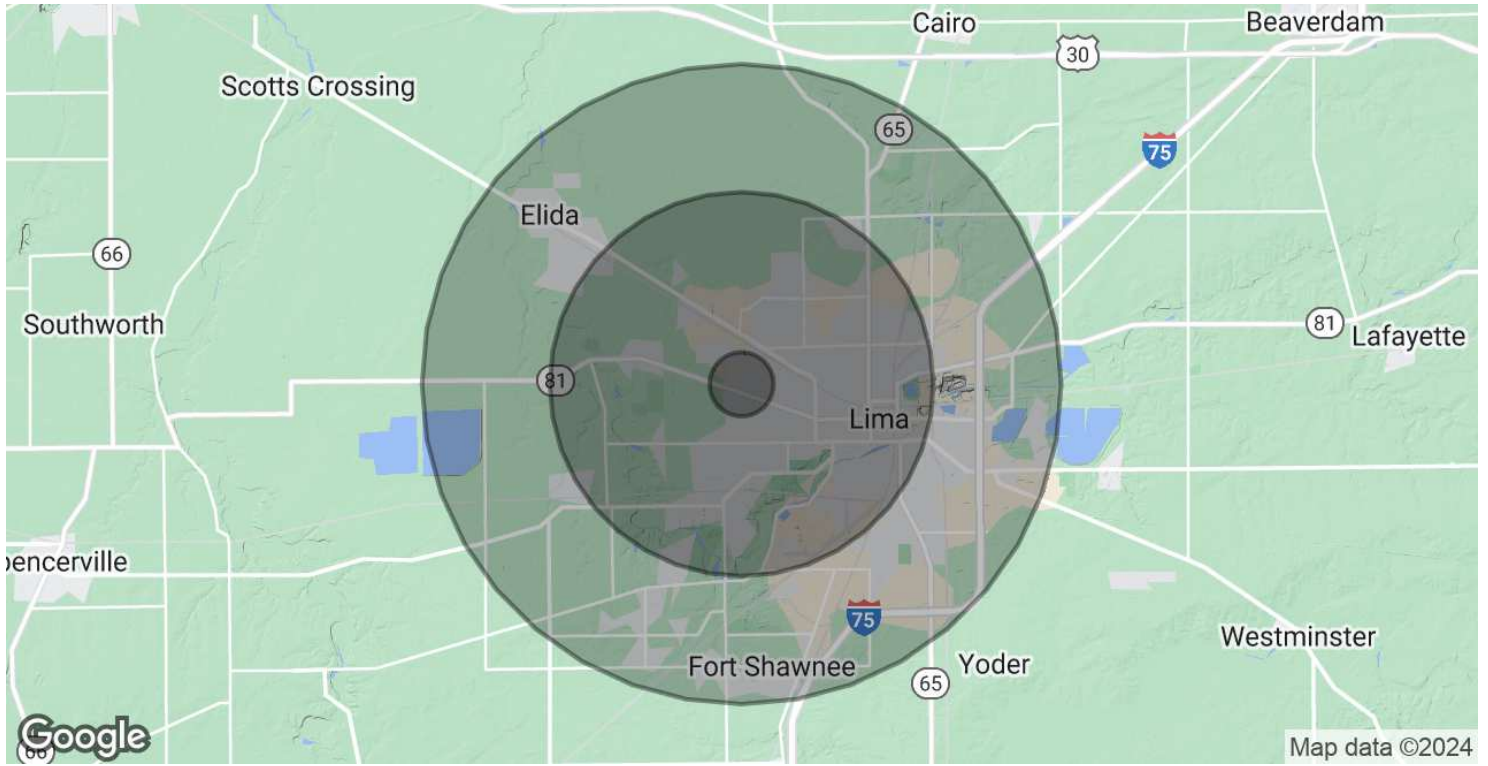 Cairo
Beaverdam
30
Scotts Crossing
65
75
Elida
66
Southworth
81
Lafayette
81
Lima
pencerville
75
Westminster
Fort Shawnee
Yoder
65
Google
66
Map data ©2024